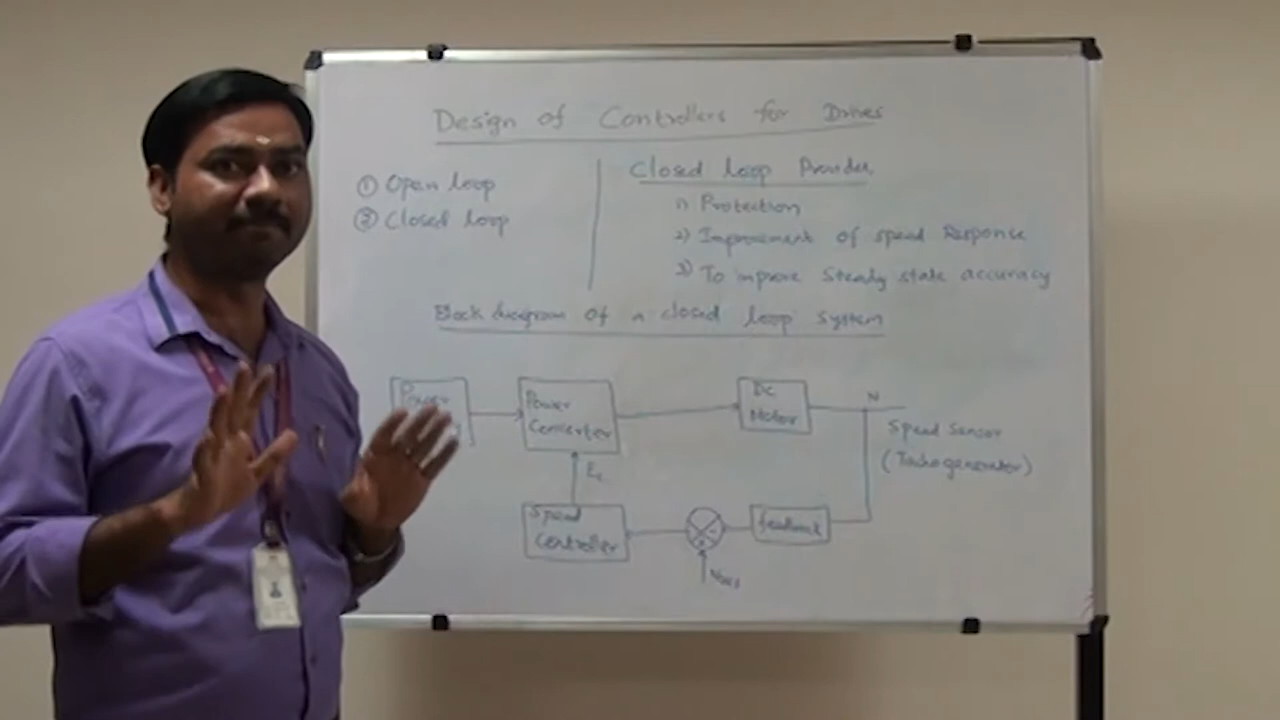 Design of Controllers for Drives
① Open loop
② Closed loop
Closed loop Provides
1) Protection
2) Improvement of speed Response
3) To improve Steady state accuracy
Block diagram of a closed loop system
Power
Power
Converter
Dc
Motor
N
Speed Sensor
(Tachogenerator)
Ec
Speed
Controller
feedback